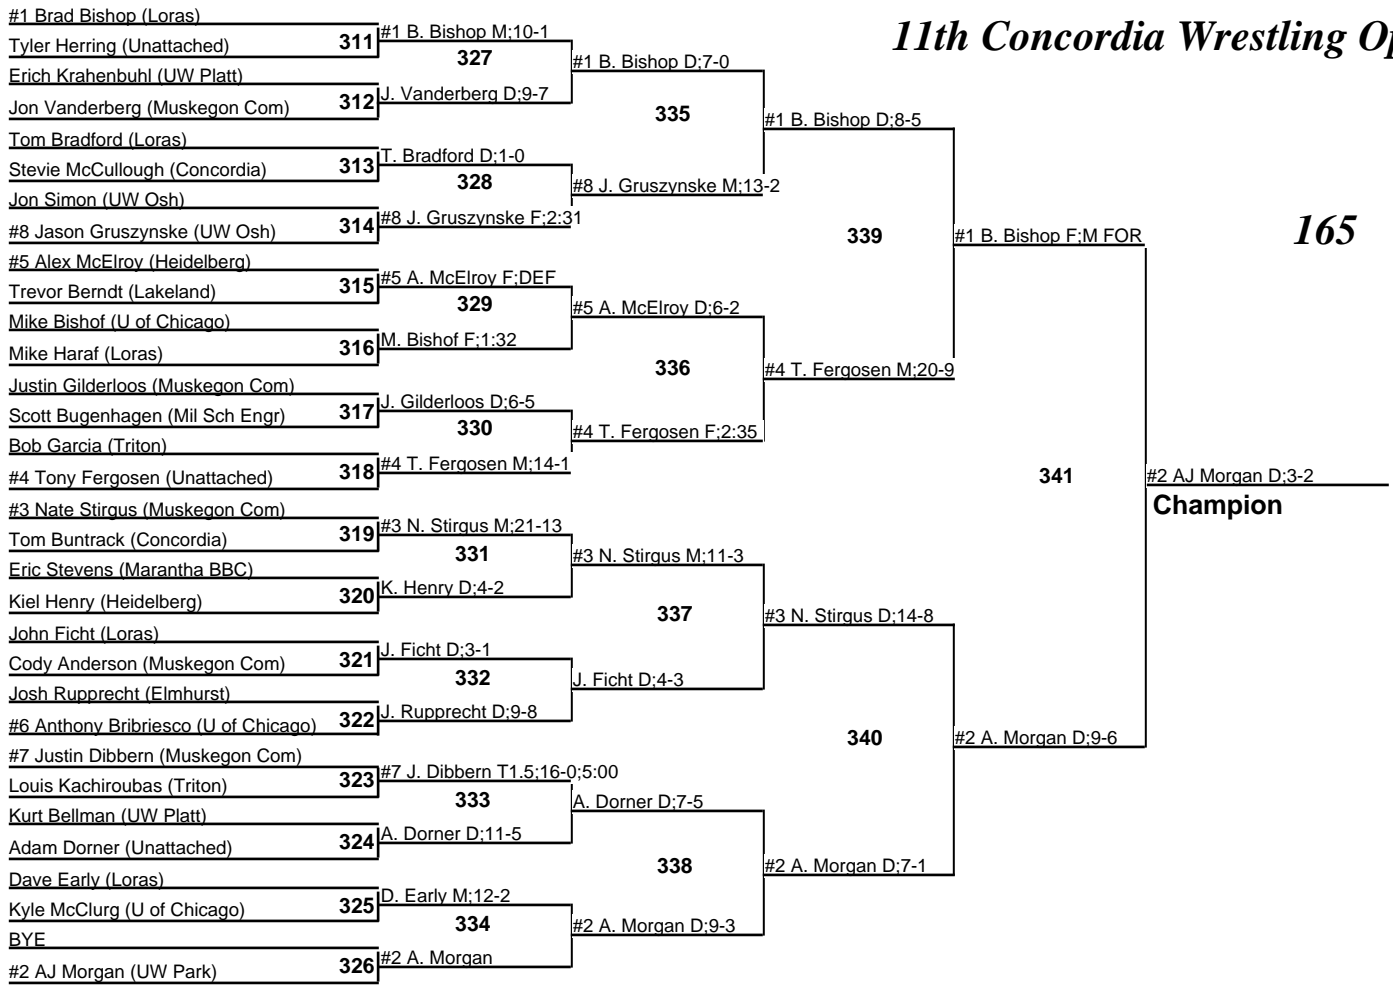 11th Concordia Wrestling Op
165
#1 Brad Bishop (Loras)
Tyler Herring (Unattached)
Erich Krahenbuhl (UW Platt)
Jon Vanderberg (Muskegon Com)
Tom Bradford (Loras)
Stevie McCullough (Concordia)
Jon Simon (UW Osh)
#8 Jason Gruszynske (UW Osh)
#5 Alex McElroy (Heidelberg)
Trevor Berndt (Lakeland)
Mike Bishof (U of Chicago)
Mike Haraf (Loras)
Justin Gilderloos (Muskegon Com)
Scott Bugenhagen (Mil Sch Engr)
Bob Garcia (Triton)
#4 Tony Fergosen (Unattached)
#3 Nate Stirgus (Muskegon Com)
Tom Buntrack (Concordia)
Eric Stevens (Marantha BBC)
Kiel Henry (Heidelberg)
John Ficht (Loras)
Cody Anderson (Muskegon Com)
Josh Rupprecht (Elmhurst)
#6 Anthony Bribriesco (U of Chicago)
#7 Justin Dibbern (Muskegon Com)
Louis Kachiroubas (Triton)
Kurt Bellman (UW Platt)
Adam Dorner (Unattached)
Dave Early (Loras)
Kyle McClurg (U of Chicago)
BYE
#2 AJ Morgan (UW Park)
311
312
313
314
315
316
317
318
319
320
321
322
323
324
325
326
#1 B. Bishop M;10-1
327
J. Vanderberg D;9-7
T. Bradford D;1-0
328
#8 J. Gruszynske F;2:31
#5 A. McElroy F;DEF
329
M. Bishof F;1:32
J. Gilderloos D;6-5
330
#4 T. Fergosen M;14-1
#3 N. Stirgus M;21-13
331
K. Henry D;4-2
J. Ficht D;3-1
332
J. Rupprecht D;9-8
#7 J. Dibbern T1.5;16-0;5:00
333
A. Dorner D;11-5
D. Early M;12-2
334
#2 A. Morgan
#1 B. Bishop D;7-0
335
#8 J. Gruszynske M;13-2
#5 A. McElroy D;6-2
336
#4 T. Fergosen F;2:35
#3 N. Stirgus M;11-3
337
J. Ficht D;4-3
A. Dorner D;7-5
338
#2 A. Morgan D;9-3
#1 B. Bishop D;8-5
339
#4 T. Fergosen M;20-9
#3 N. Stirgus D;14-8
340
#2 A. Morgan D;7-1
#1 B. Bishop F;M FOR
341
#2 A. Morgan D;9-6
#2 AJ Morgan D;3-2
Champion